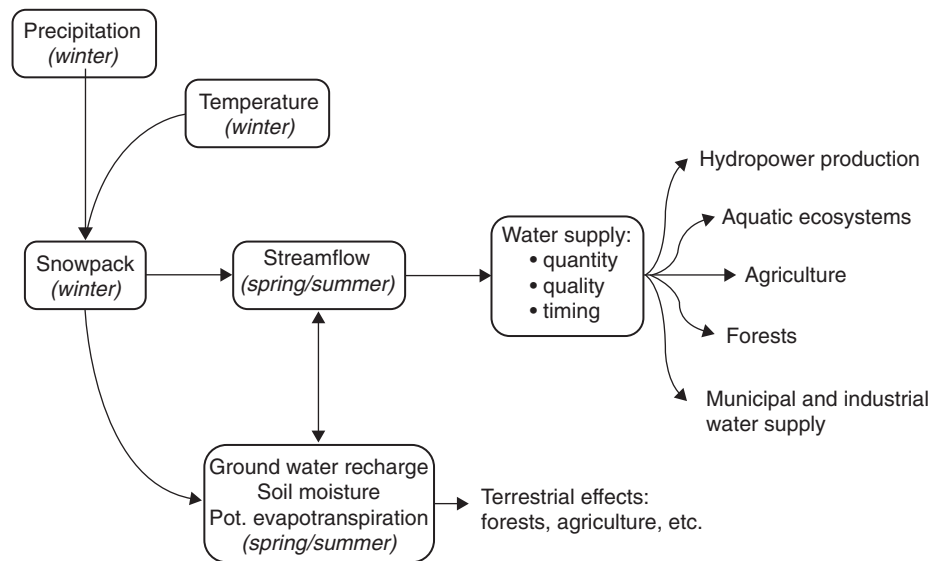 Precipitation
(winter)
Temperature
(winter)
Snowpack
(winter)
Streamflow
(spring/summer)
Water supply:
• quantity
• quality
• timing
Hydropower production
Aquatic ecosystems
Agriculture
Forests
Municipal and industrial
water supply
Ground water recharge
Soil moisture
Pot. evapotranspiration
(spring/summer)
Terrestrial effects:
forests, agriculture, etc.